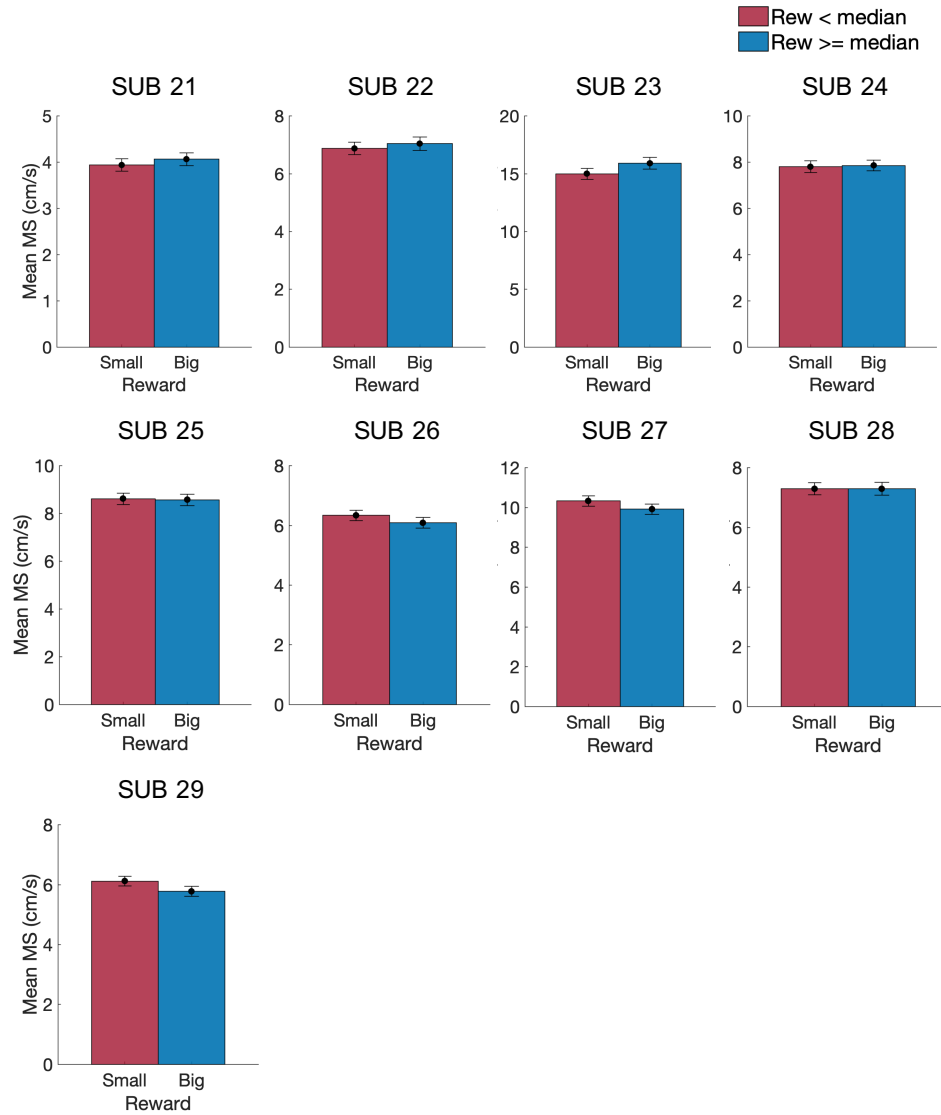 Rew < median
Rew >= median
SUB 21
SUB 22
SUB 23
SUB 24
Mean MS (cm/s)
5
4
3
2
1
0
Small Big
Reward
8
6
4
2
0
Small Big
Reward
20
15
10
5
0
Small Big
Reward
10
8
6
4
2
0
Small Big
Reward
SUB 25
SUB 26
SUB 27
SUB 28
Mean MS (cm/s)
10
8
6
4
2
0
Small Big
Reward
8
6
4
2
0
Small Big
Reward
12
10
8
6
4
2
0
Small Big
Reward
8
6
4
2
0
Small Big
Reward
SUB 29
Mean MS (cm/s)
8
6
4
2
0
Small Big
Reward